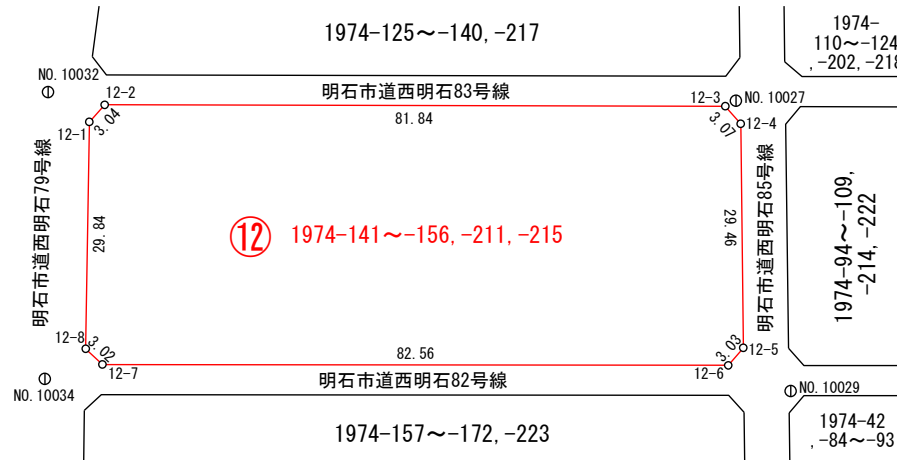 1974-125～-140, -217
1974-
110～-124
, -202, -218
NO. 10032
12-2
明石市道西明石83号線
12-3
NO. 10027
3.04
81.84
3.07
12-4
12-1
明石市道西明石79号線
29.84
⑫ 1974-141～-156, -211, -215
29.46
明石市道西明石85号線
1974-94～-109,
-214, -222
12-8
3.02
82.56
3.03
12-5
12-7
12-6
明石市道西明石82号線
NO. 10034
NO. 10029
1974-157～-172, -223
1974-42
, -84～-93